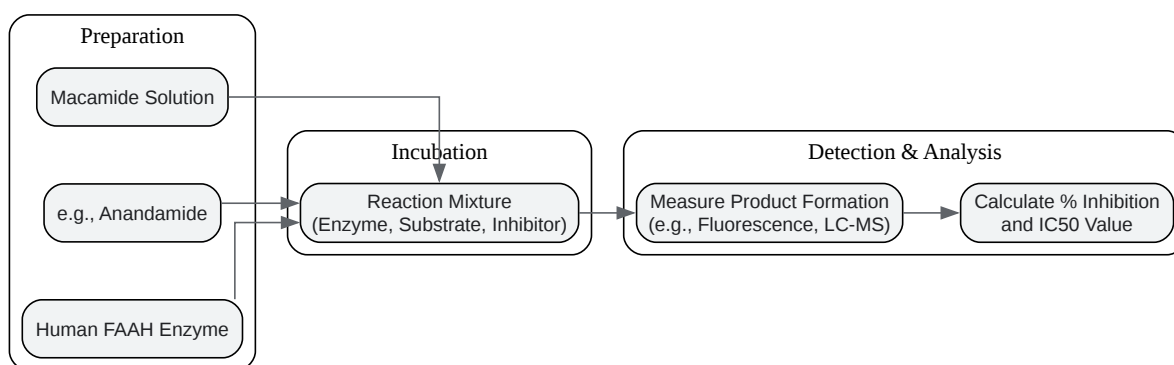 Preparation
Macamide Solution
e.g., Anandamide
Human FAAH Enzyme
Incubation
Reaction Mixture
(Enzyme, Substrate, Inhibitor)
Detection & Analysis
Measure Product Formation
(e.g., Fluorescence, LC-MS)
Calculate % Inhibition
and IC50 Value